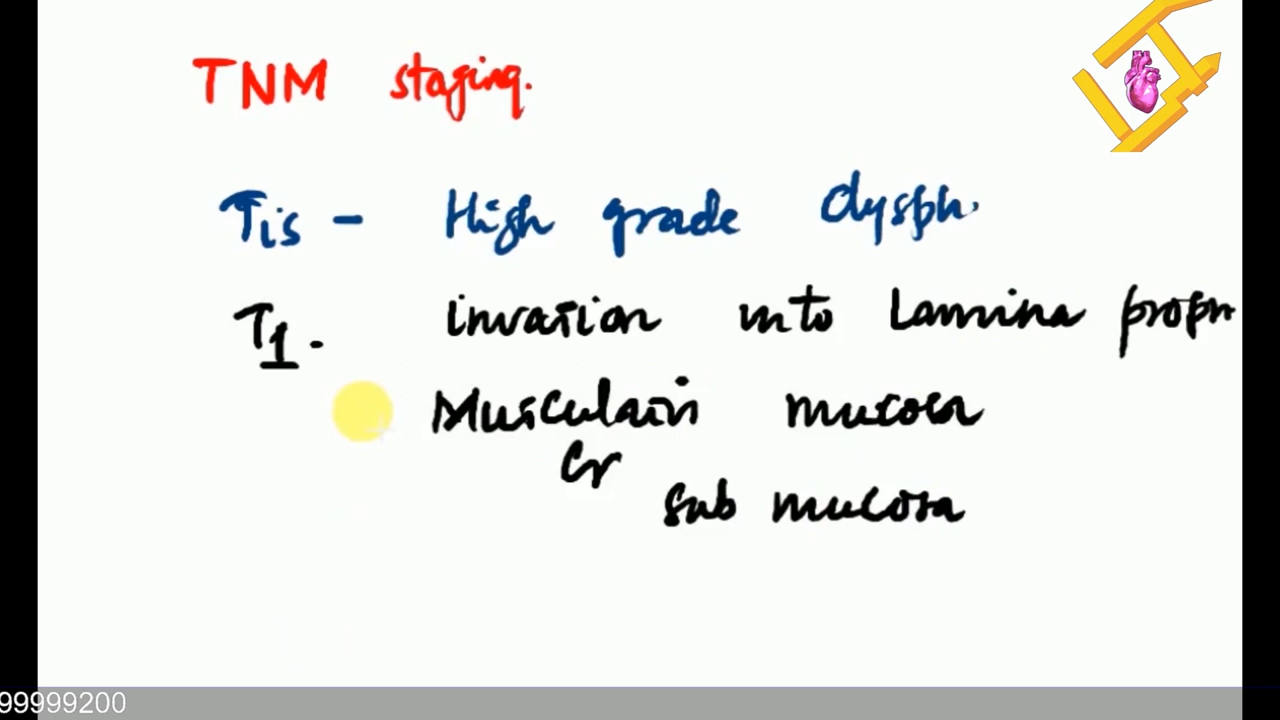 TNM staging.
Tis - High grade dysph.
T1. invasion into Lamina propr
Muscularis mucosa
or
sub mucosa
99999200